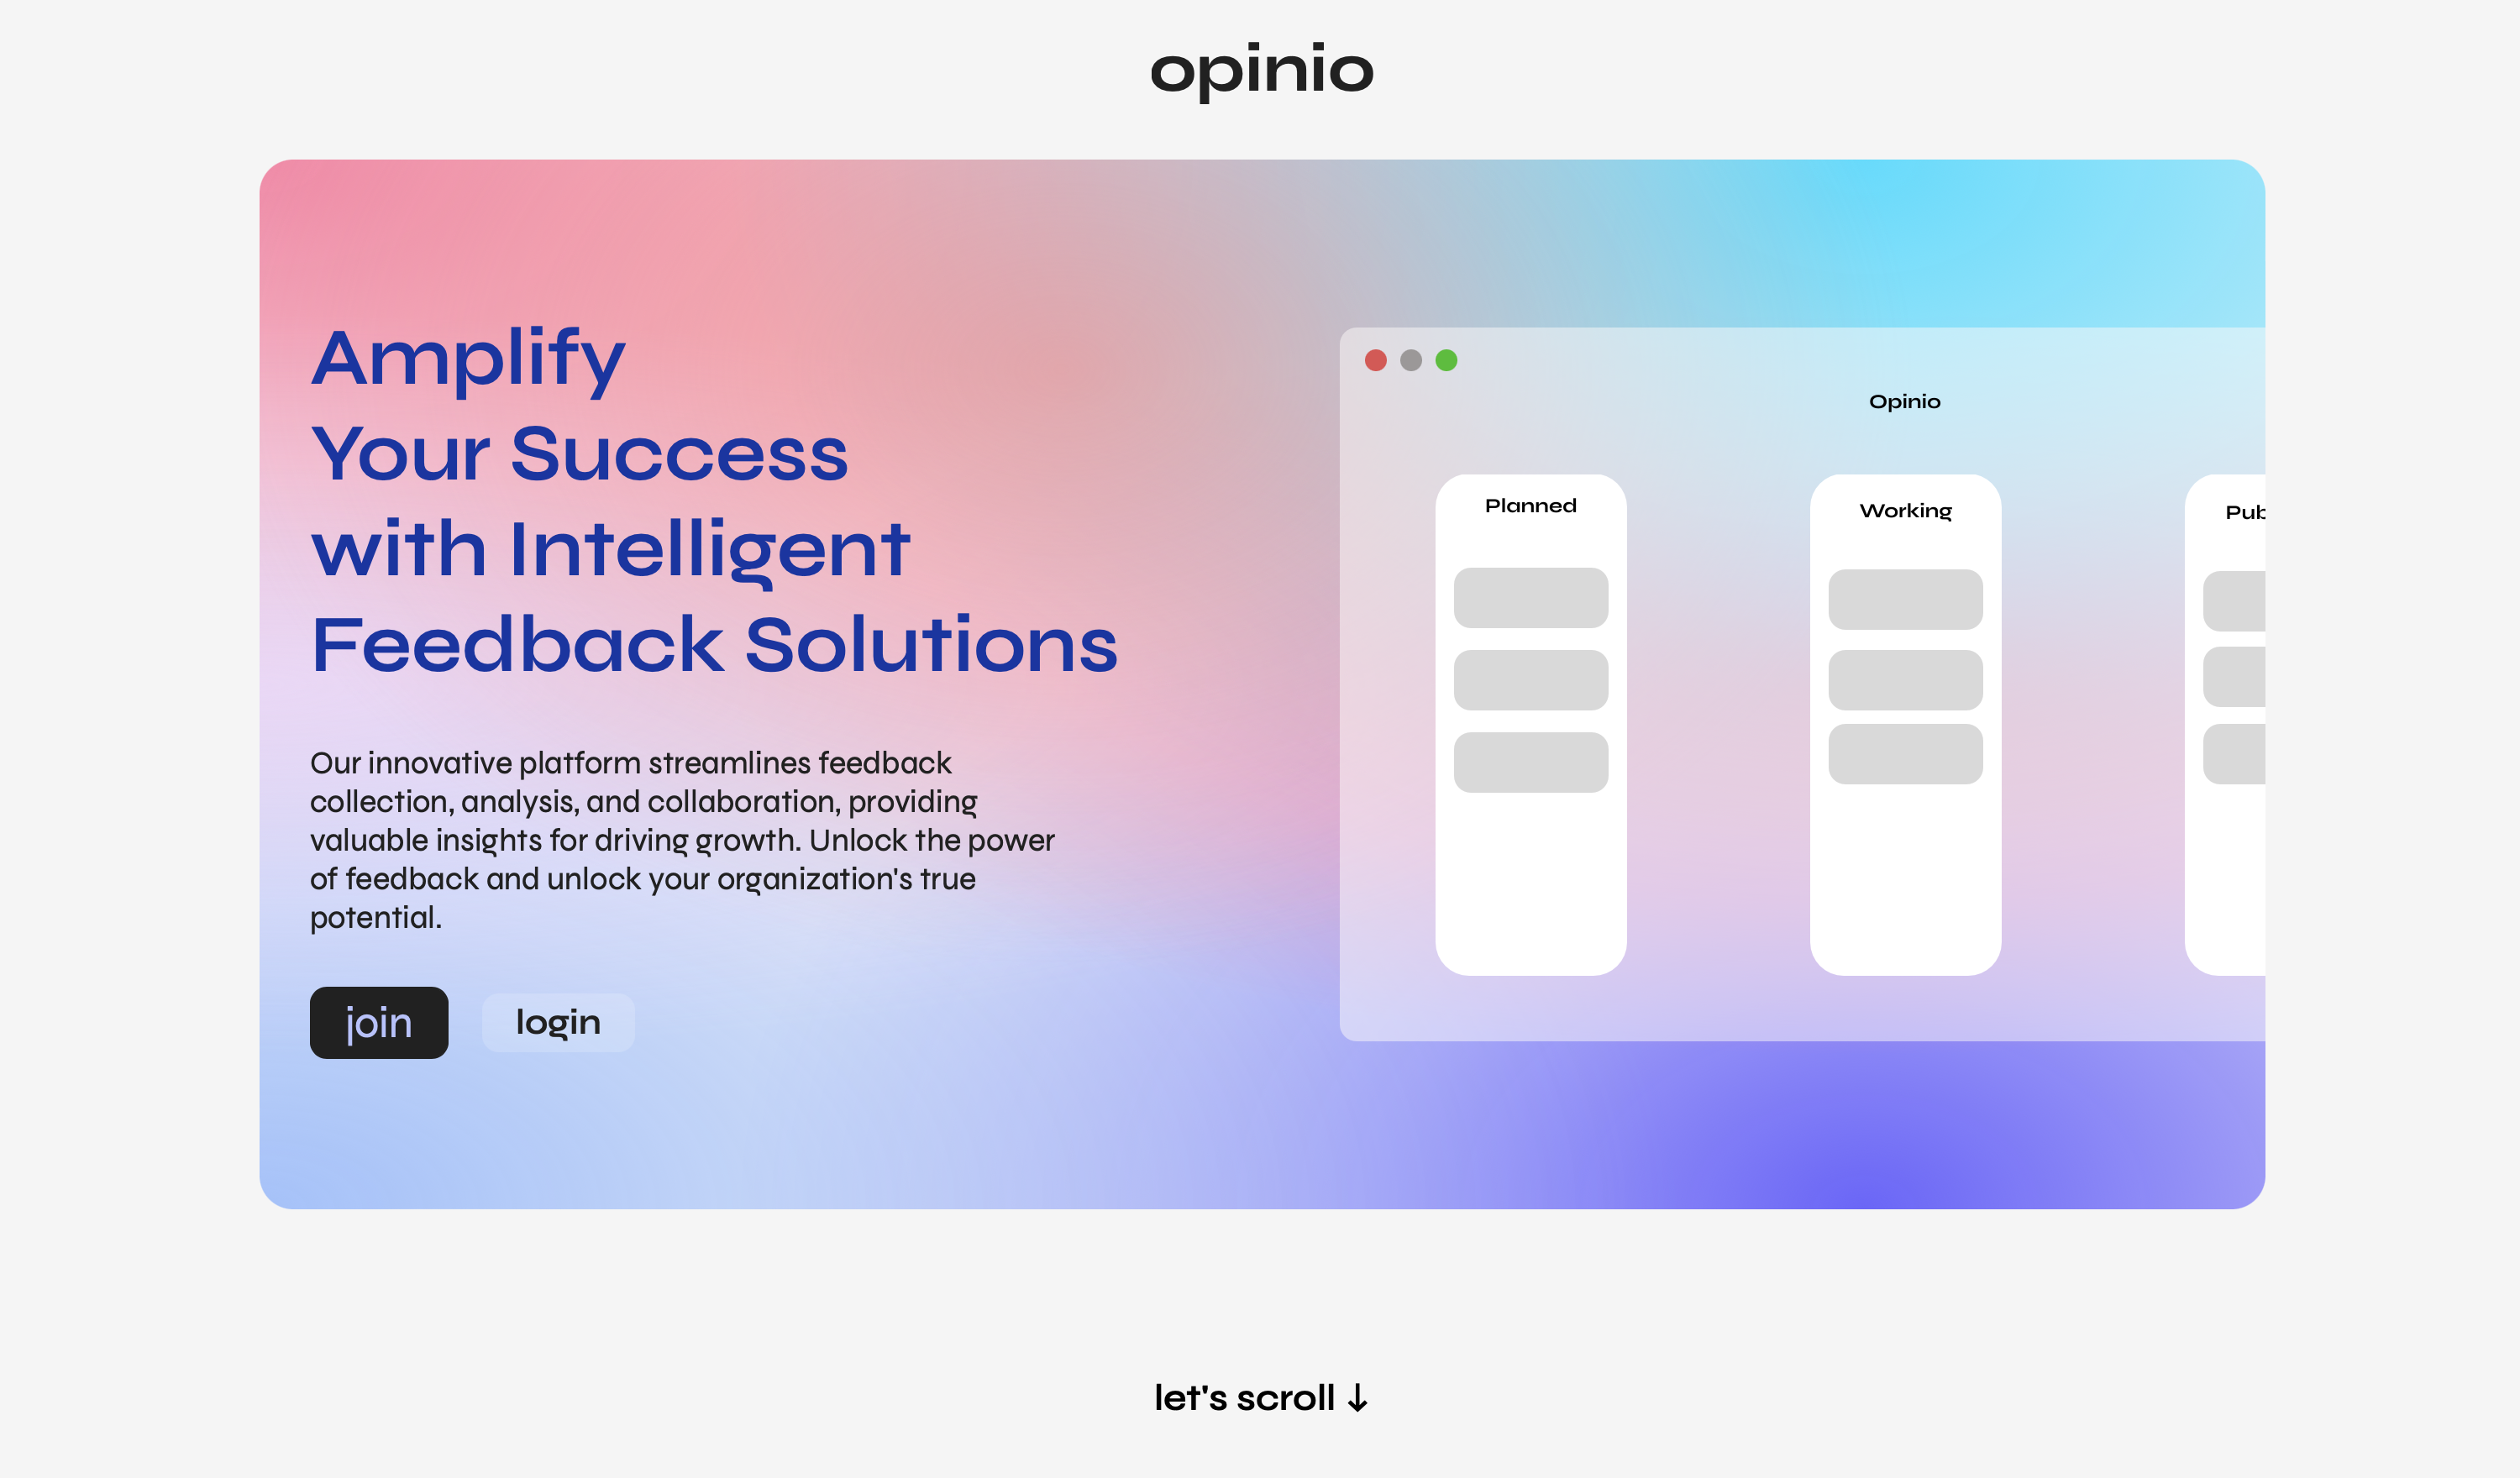 opinio
Amplify
Your Success
with Intelligent
Feedback Solutions
Our innovative platform streamlines feedback
collection, analysis, and collaboration, providing
valuable insights for driving growth. Unlock the power
of feedback and unlock your organization's true
potential.
join
login
Opinio
Planned
Working
Pub
let's scroll ↓